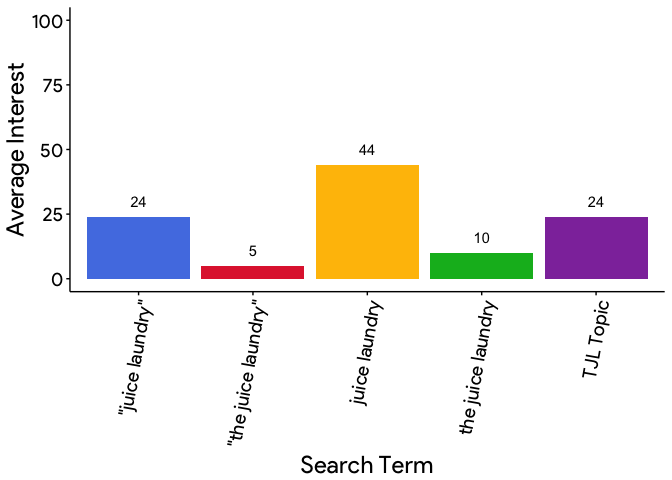 100
75
50
25
0
Average Interest
24
5
44
10
24
"juice laundry"
"the juice laundry"
juice laundry
the juice laundry
TJL Topic
Search Term